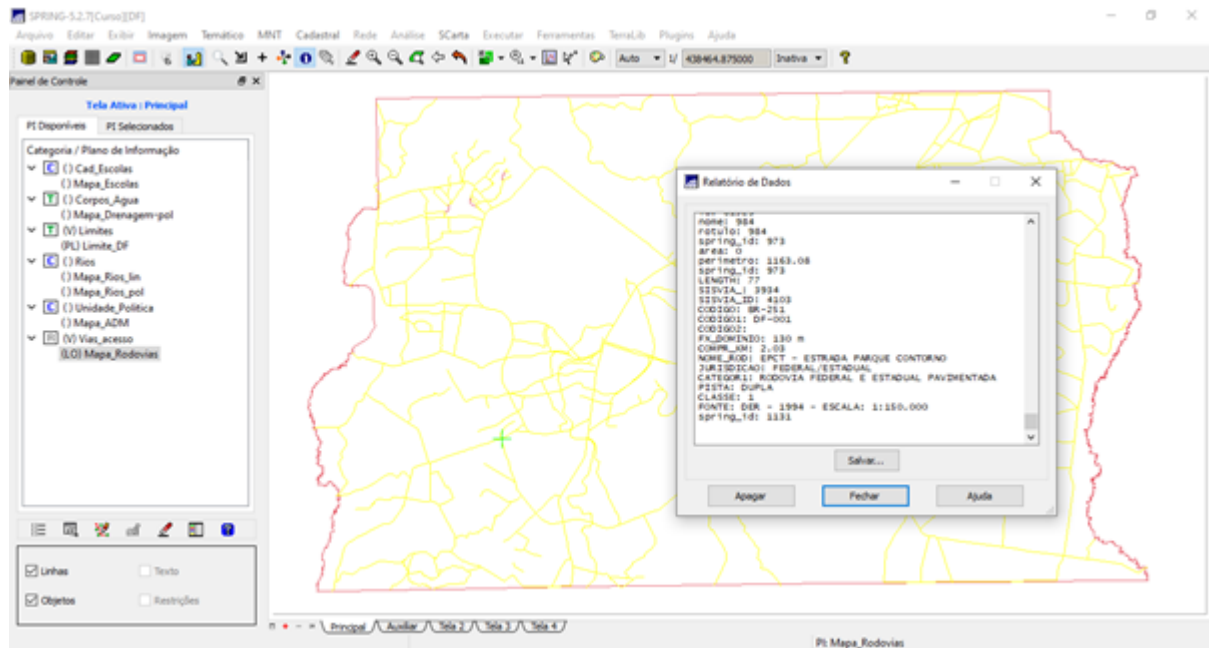 SPRING-5.2.7[Curso][DF]
Arquivo Editar Exibir Imagem Temático MNT Cadastral Rede Análise SCarta Executar Ferramentas TerraLib Plugins Ajuda
Auto 1/ 438464.875000 Inativa
Painel de Controle
Tela Ativa : Principal
PI Disponíveis PI Selecionados
Categoria / Plano de Informação
() Cad_Escolas
() Mapa_Escolas
() Corpos_Agua
() Mapa_Drenagem-pol
(V) Limites
(PL) Limite_DF
() Rios
() Mapa_Rios_lin
() Mapa_Rios_pol
() Unidade_Politica
() Mapa_ADM
(V) Vias_acesso
(LO) Mapa_Rodovias
Linhas Texto
Objetos Restrições
Relatório de Dados
nome: 984
rotulo: 984
spring_id: 973
area: 0
perimetro: 1163.08
spring_id: 973
LENGTH| 77
SISVIA_| 3934
SISVIA_ID| 4103
CODIGO| BR-251
CODIGO1| DF-001
CODIGO2|
FX_DOMINIO| 130 m
COMPR_KM| 2.03
NOME_ROD| EPCT - ESTRADA PARQUE CONTORNO
JURISDICAO| FEDERAL/ESTADUAL
CATEGORI| RODOVIA FEDERAL E ESTADUAL PAVIMENTADA
PISTA| DUPLA
CLASSE| 1
FONTE| DER - 1994 - ESCALA: 1:150.000
spring_id: 1131
Salvar...
Apagar Fechar Ajuda
Principal Auxiliar Tela 2 Tela 3 Tela 4
PI: Mapa_Rodovias